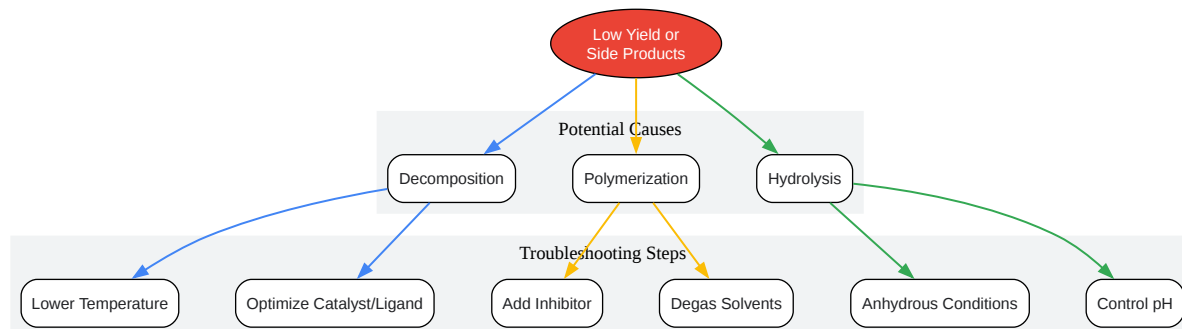 Low Yield or
Side Products
Potential Causes
Decomposition
Polymerization
Hydrolysis
Troubleshooting Steps
Lower Temperature
Optimize Catalyst/Ligand
Add Inhibitor
Degas Solvents
Anhydrous Conditions
Control pH